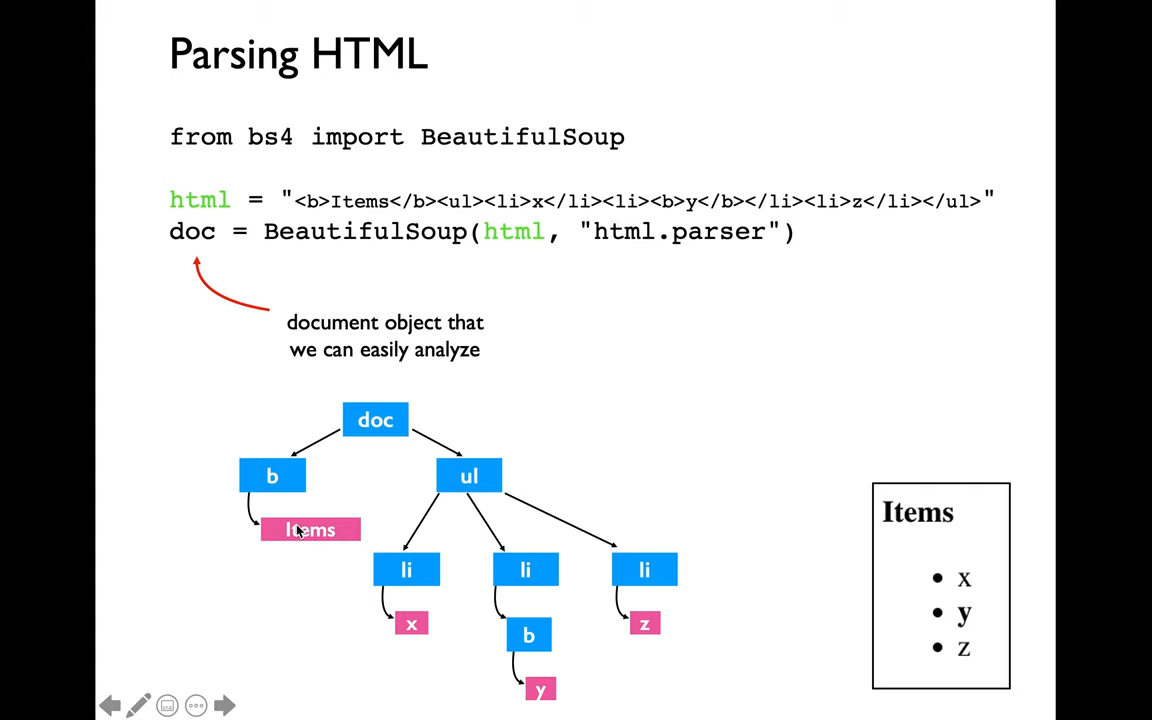 Parsing HTML
from bs4 import BeautifulSoup
html = "<b>Items</b><ul><li>x</li><li><b>y</b></li><li>z</li></ul>"
doc = BeautifulSoup(html, "html.parser")
document object that
we can easily analyze
doc
b ul
Items
li li li
x z
b
y
Items
• x
• y
• z